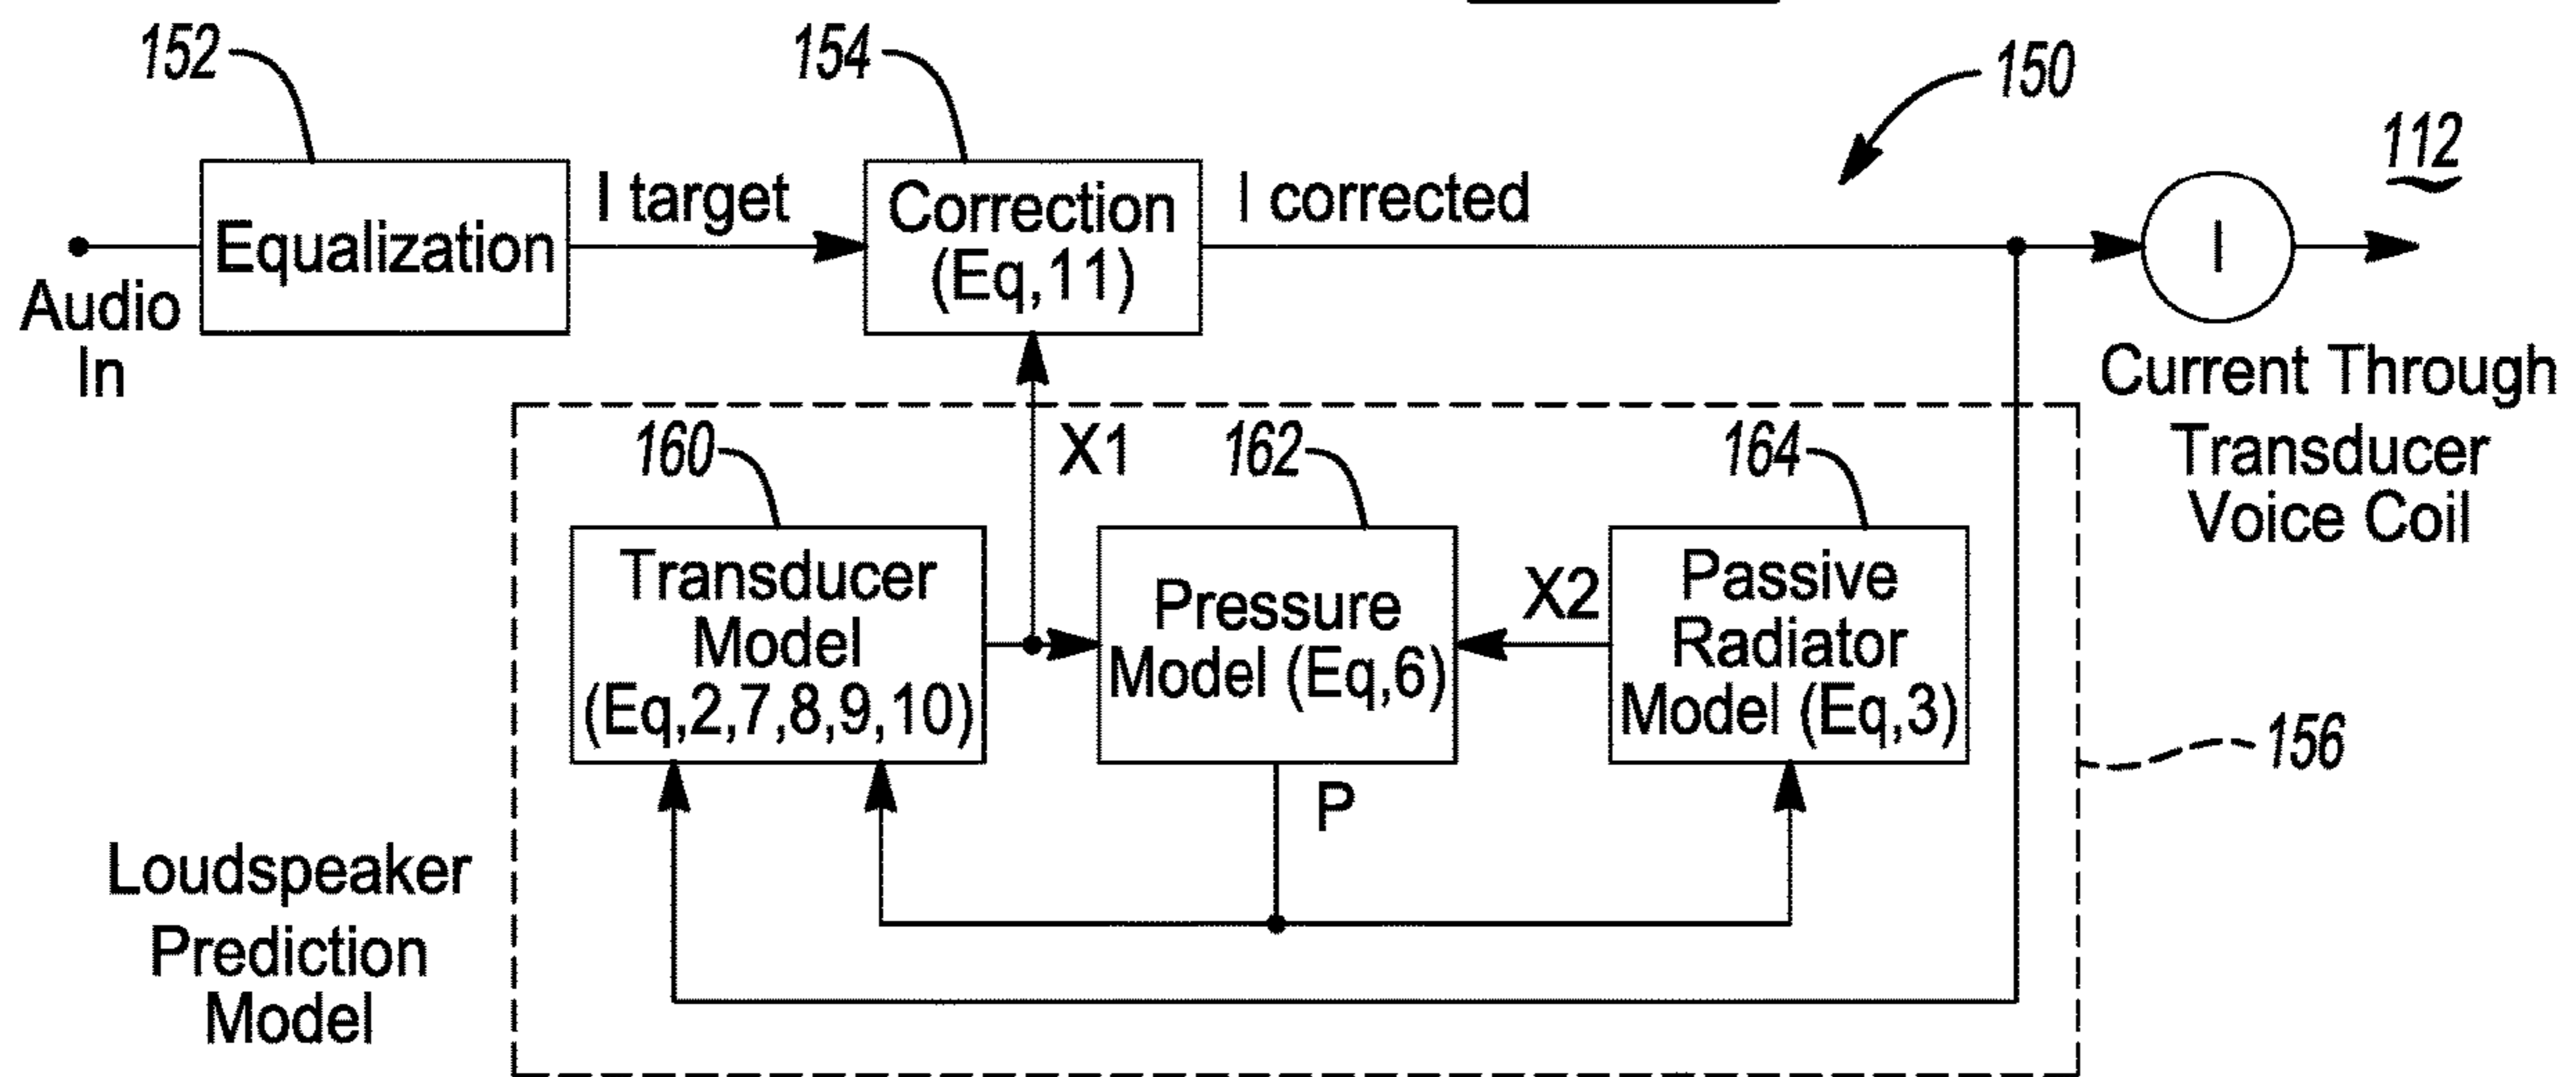 152
154
150
112
Equalization
I target
Correction
(Eq,11)
I corrected
I
Audio
In
Current Through
Transducer
Voice Coil
160
X1
162
164
Transducer
Model
(Eq,2,7,8,9,10)
Pressure
Model (Eq,6)
X2
Passive
Radiator
Model (Eq,3)
156
P
Loudspeaker
Prediction
Model